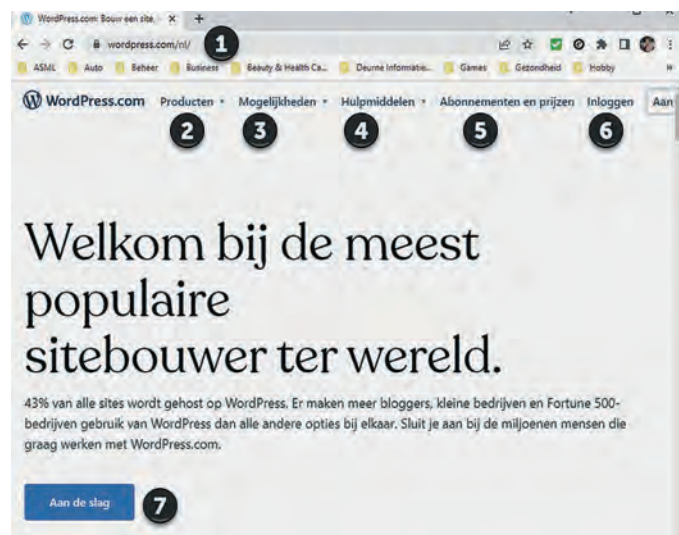 WordPress.com: Bouw een site, -
wordpress.com/nl/ 1
ASML Auto Beheer Business Beauty & Health Ca... Deurne Informatie... Games Gezondheid Hobby »
WordPress.com Producten Mogelijkheden Hulpmiddelen Abonnementen en prijzen Inloggen Aan
2 3 4 5 6
Welkom bij de meest
populaire
sitebouwer ter wereld.
43% van alle sites wordt gehost op WordPress. Er maken meer bloggers, kleine bedrijven en Fortune 500-
bedrijven gebruik van WordPress dan alle andere opties bij elkaar. Sluit je aan bij de miljoenen mensen die
graag werken met WordPress.com.
Aan de slag 7